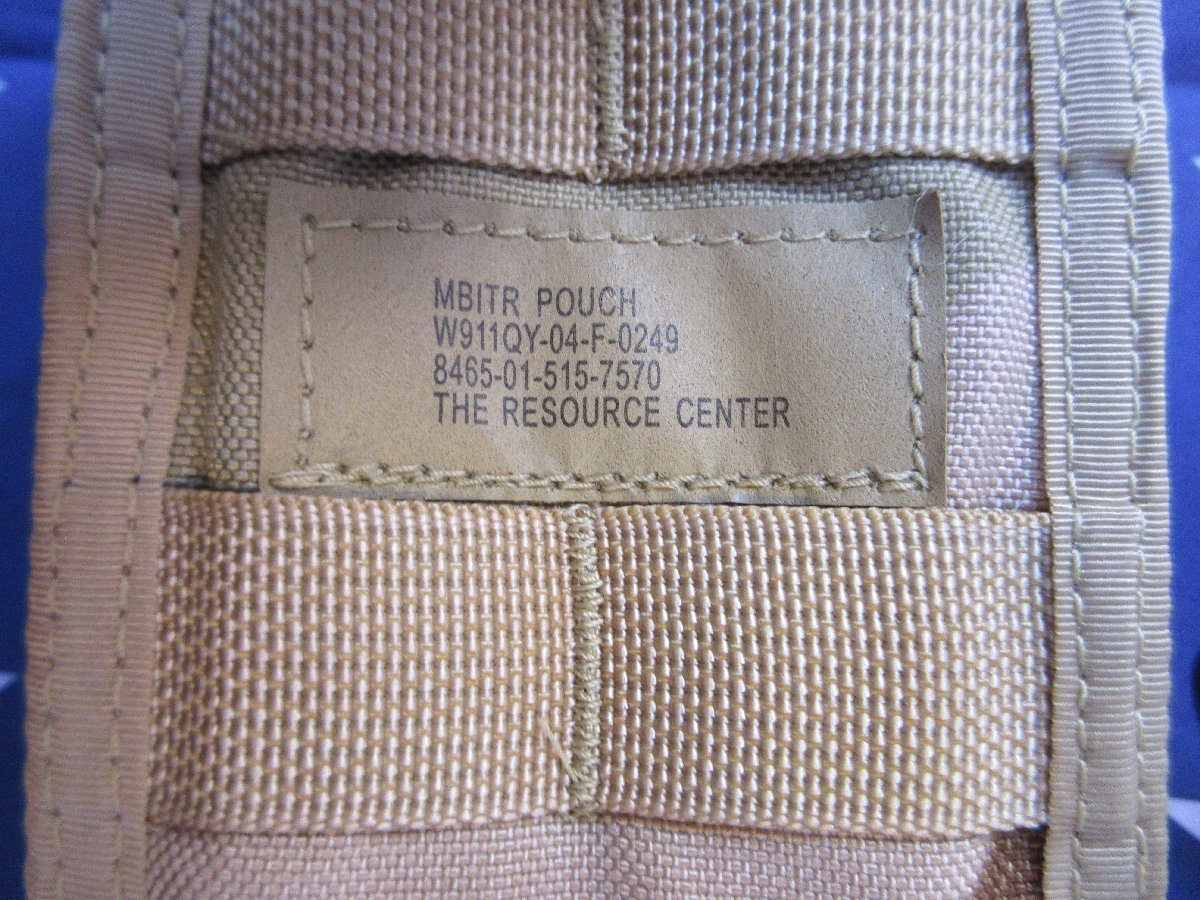 MBITR POUCH
W911QY-04-F-0249
8465-01-515-7570
THE RESOURCE CENTER